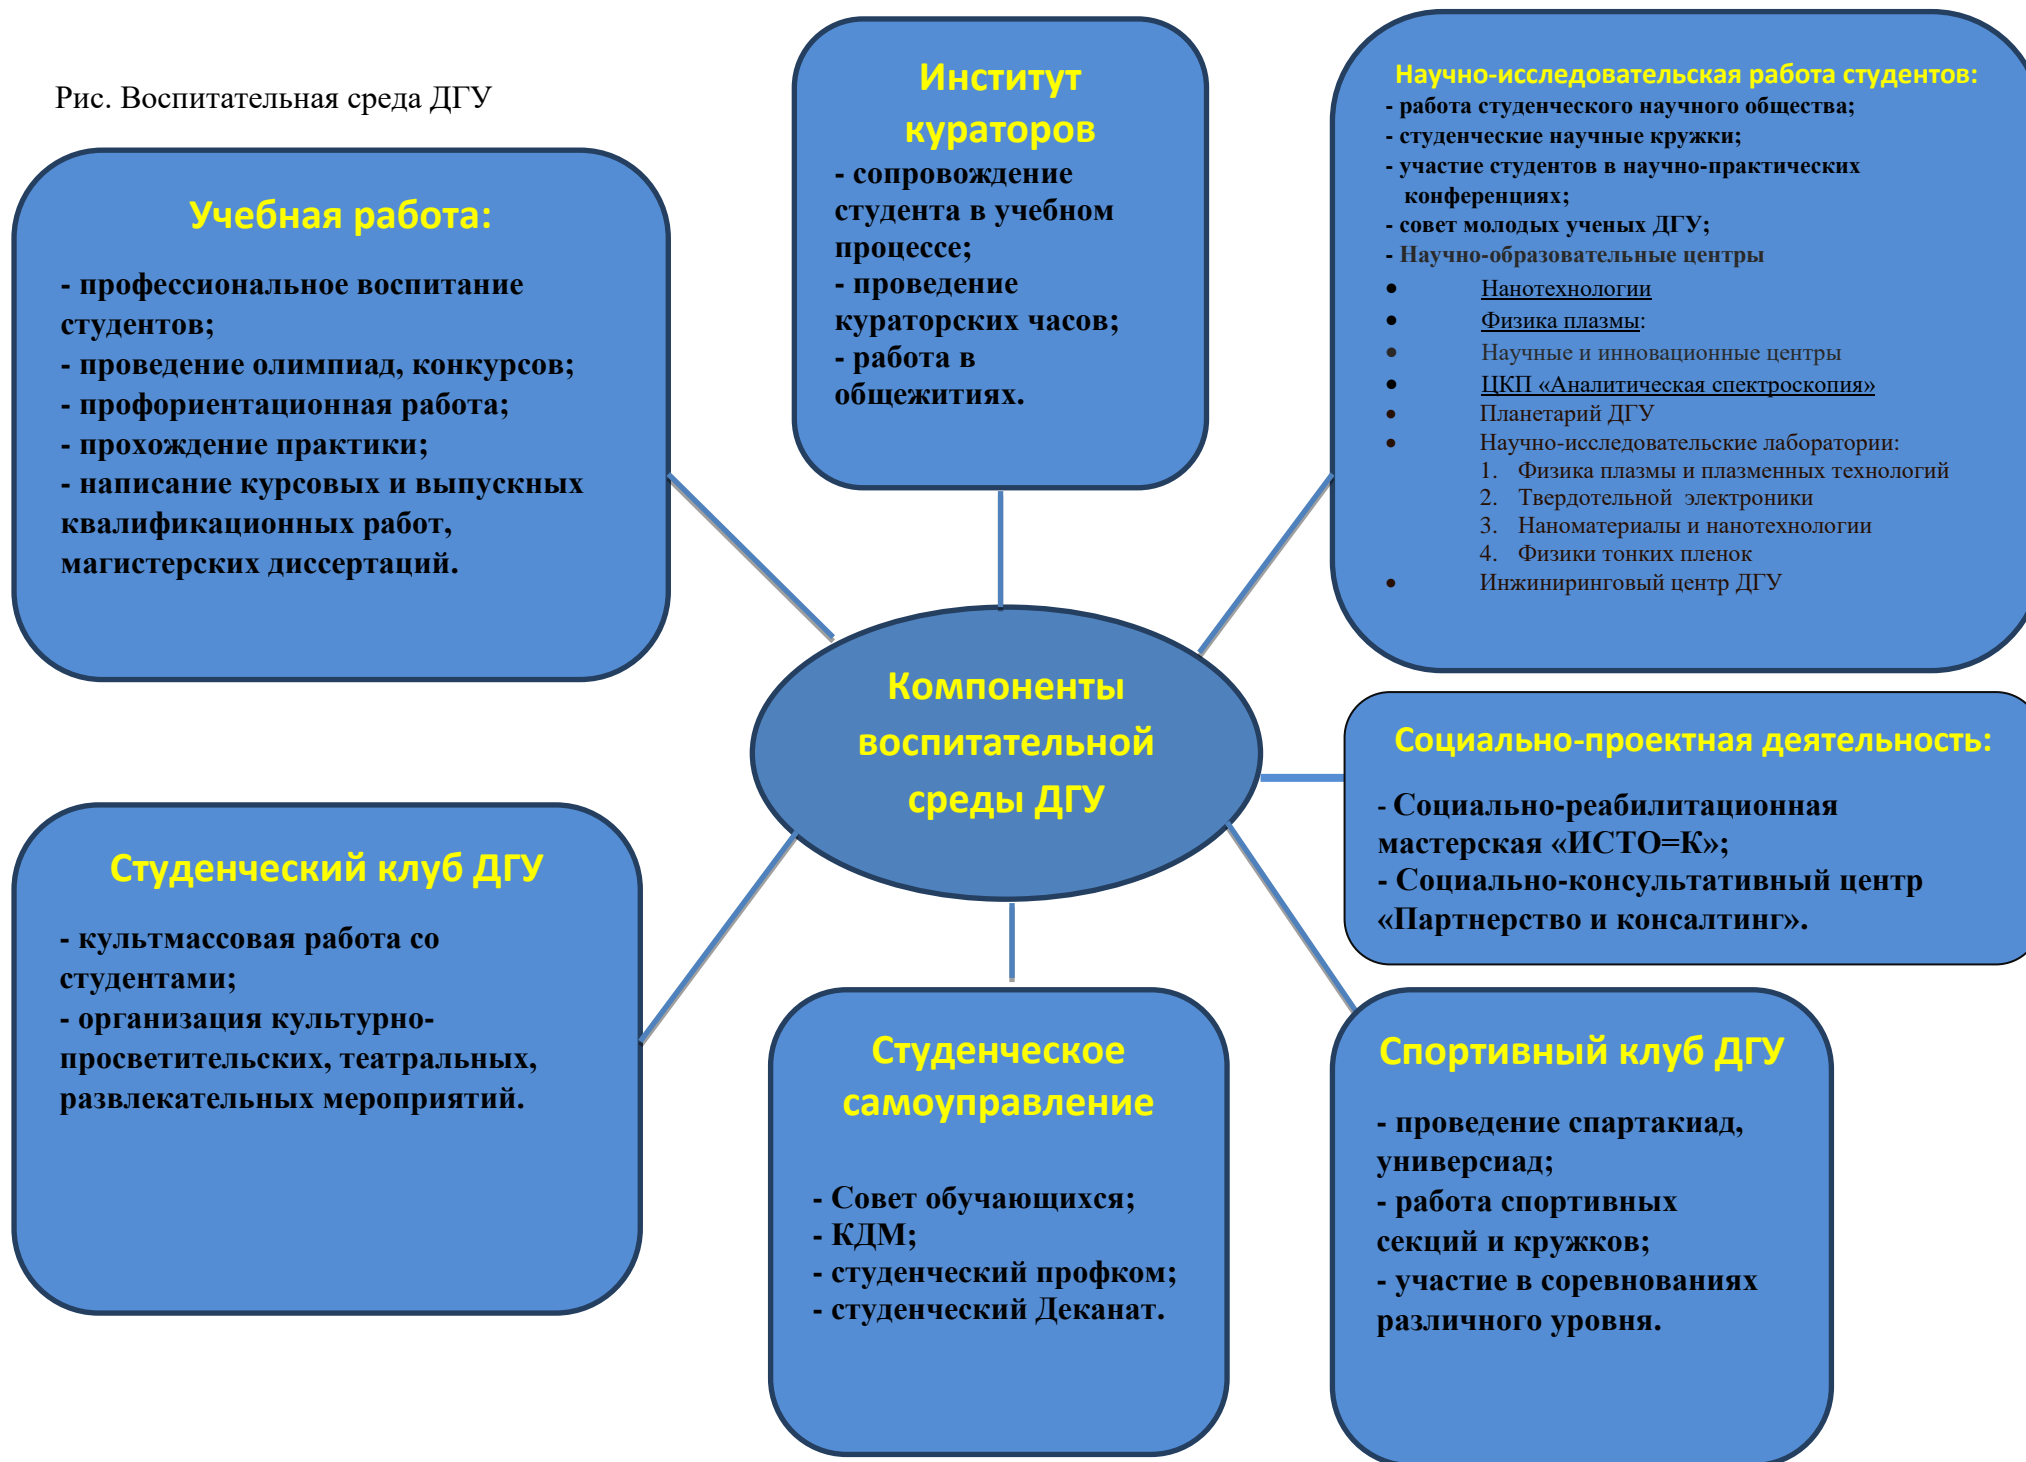 Рис. Воспитательная среда ДГУ
Учебная работа:
- профессиональное воспитание
студентов;
- проведение олимпиад, конкурсов;
- профориентационная работа;
- прохождение практики;
- написание курсовых и выпускных
квалификационных работ,
магистерских диссертаций.
Институт
кураторов
- сопровождение
студента в учебном
процессе;
- проведение
кураторских часов;
- работа в
общежитиях.
Научно-исследовательская работа студентов:
- работа студенческого научного общества;
- студенческие научные кружки;
- участие студентов в научно-практических
конференциях;
- совет молодых ученых ДГУ;
- Научно-образовательные центры
• Нанотехнологии
• Физика плазмы:
• Научные и инновационные центры
• ЦКП «Аналитическая спектроскопия»
• Планетарий ДГУ
• Научно-исследовательские лаборатории:
1. Физика плазмы и плазменных технологий
2. Твердотельной электроники
3. Наноматериалы и нанотехнологии
4. Физики тонких пленок
• Инжиниринговый центр ДГУ
Компоненты
воспитательной
среды ДГУ
Социально-проектная деятельность:
- Социально-реабилитационная
мастерская «ИСТО=К»;
- Социально-консультативный центр
«Партнерство и консалтинг».
Студенческий клуб ДГУ
- культмассовая работа со
студентами;
- организация культурно-
просветительских, театральных,
развлекательных мероприятий.
Студенческое
самоуправление
- Совет обучающихся;
- КДМ;
- студенческий профком;
- студенческий Деканат.
Спортивный клуб ДГУ
- проведение спартакиад,
универсиад;
- работа спортивных
секций и кружков;
- участие в соревнованиях
различного уровня.